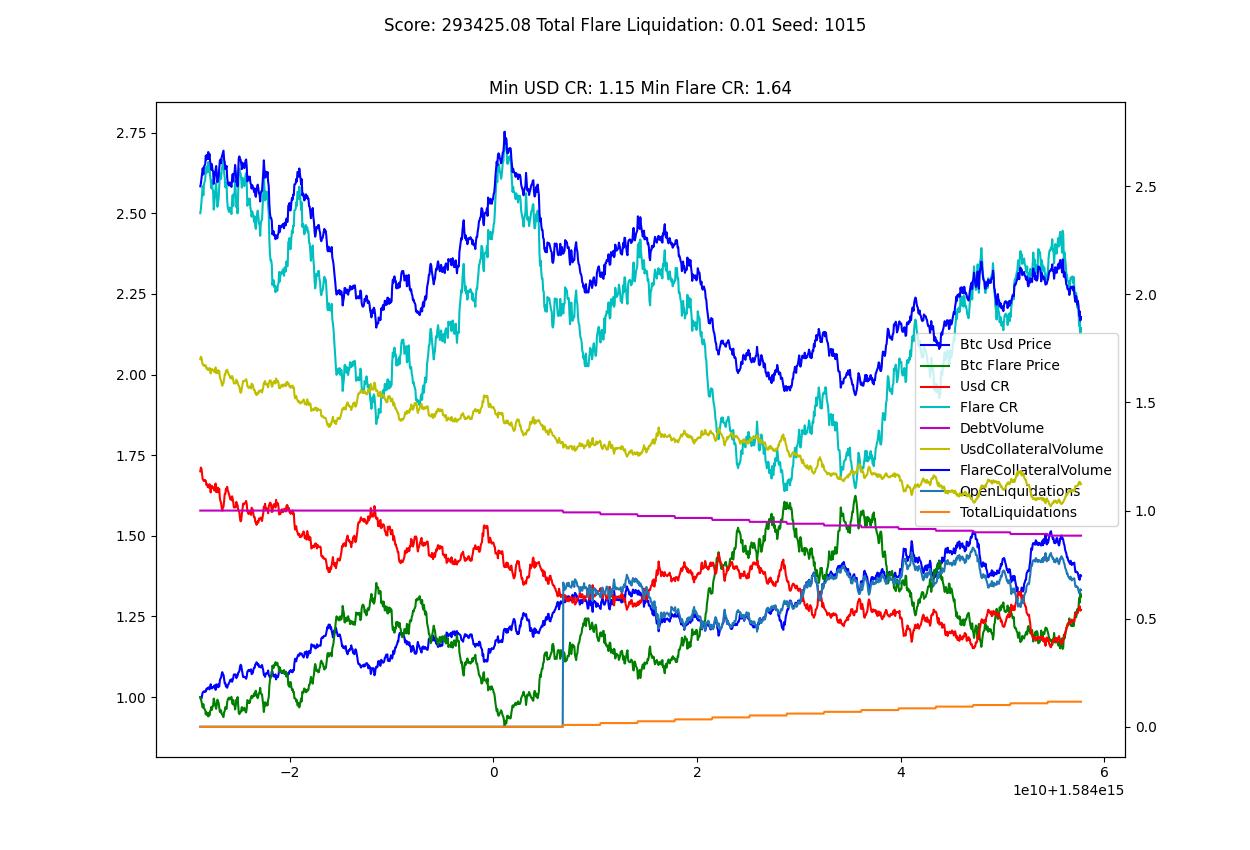 Score: 293425.08 Total Flare Liquidation: 0.01 Seed: 1015
Min USD CR: 1.15 Min Flare CR: 1.64
2.75
2.50
2.25
2.00
1.75
1.50
1.25
1.00
2.5
2.0
1.5
1.0
0.5
0.0
Btc Usd Price
Btc Flare Price
Usd CR
Flare CR
DebtVolume
UsdCollateralVolume
FlareCollateralVolume
OpenLiquidations
TotalLiquidations
−2 0 2 4 6
1e10+1.584e15